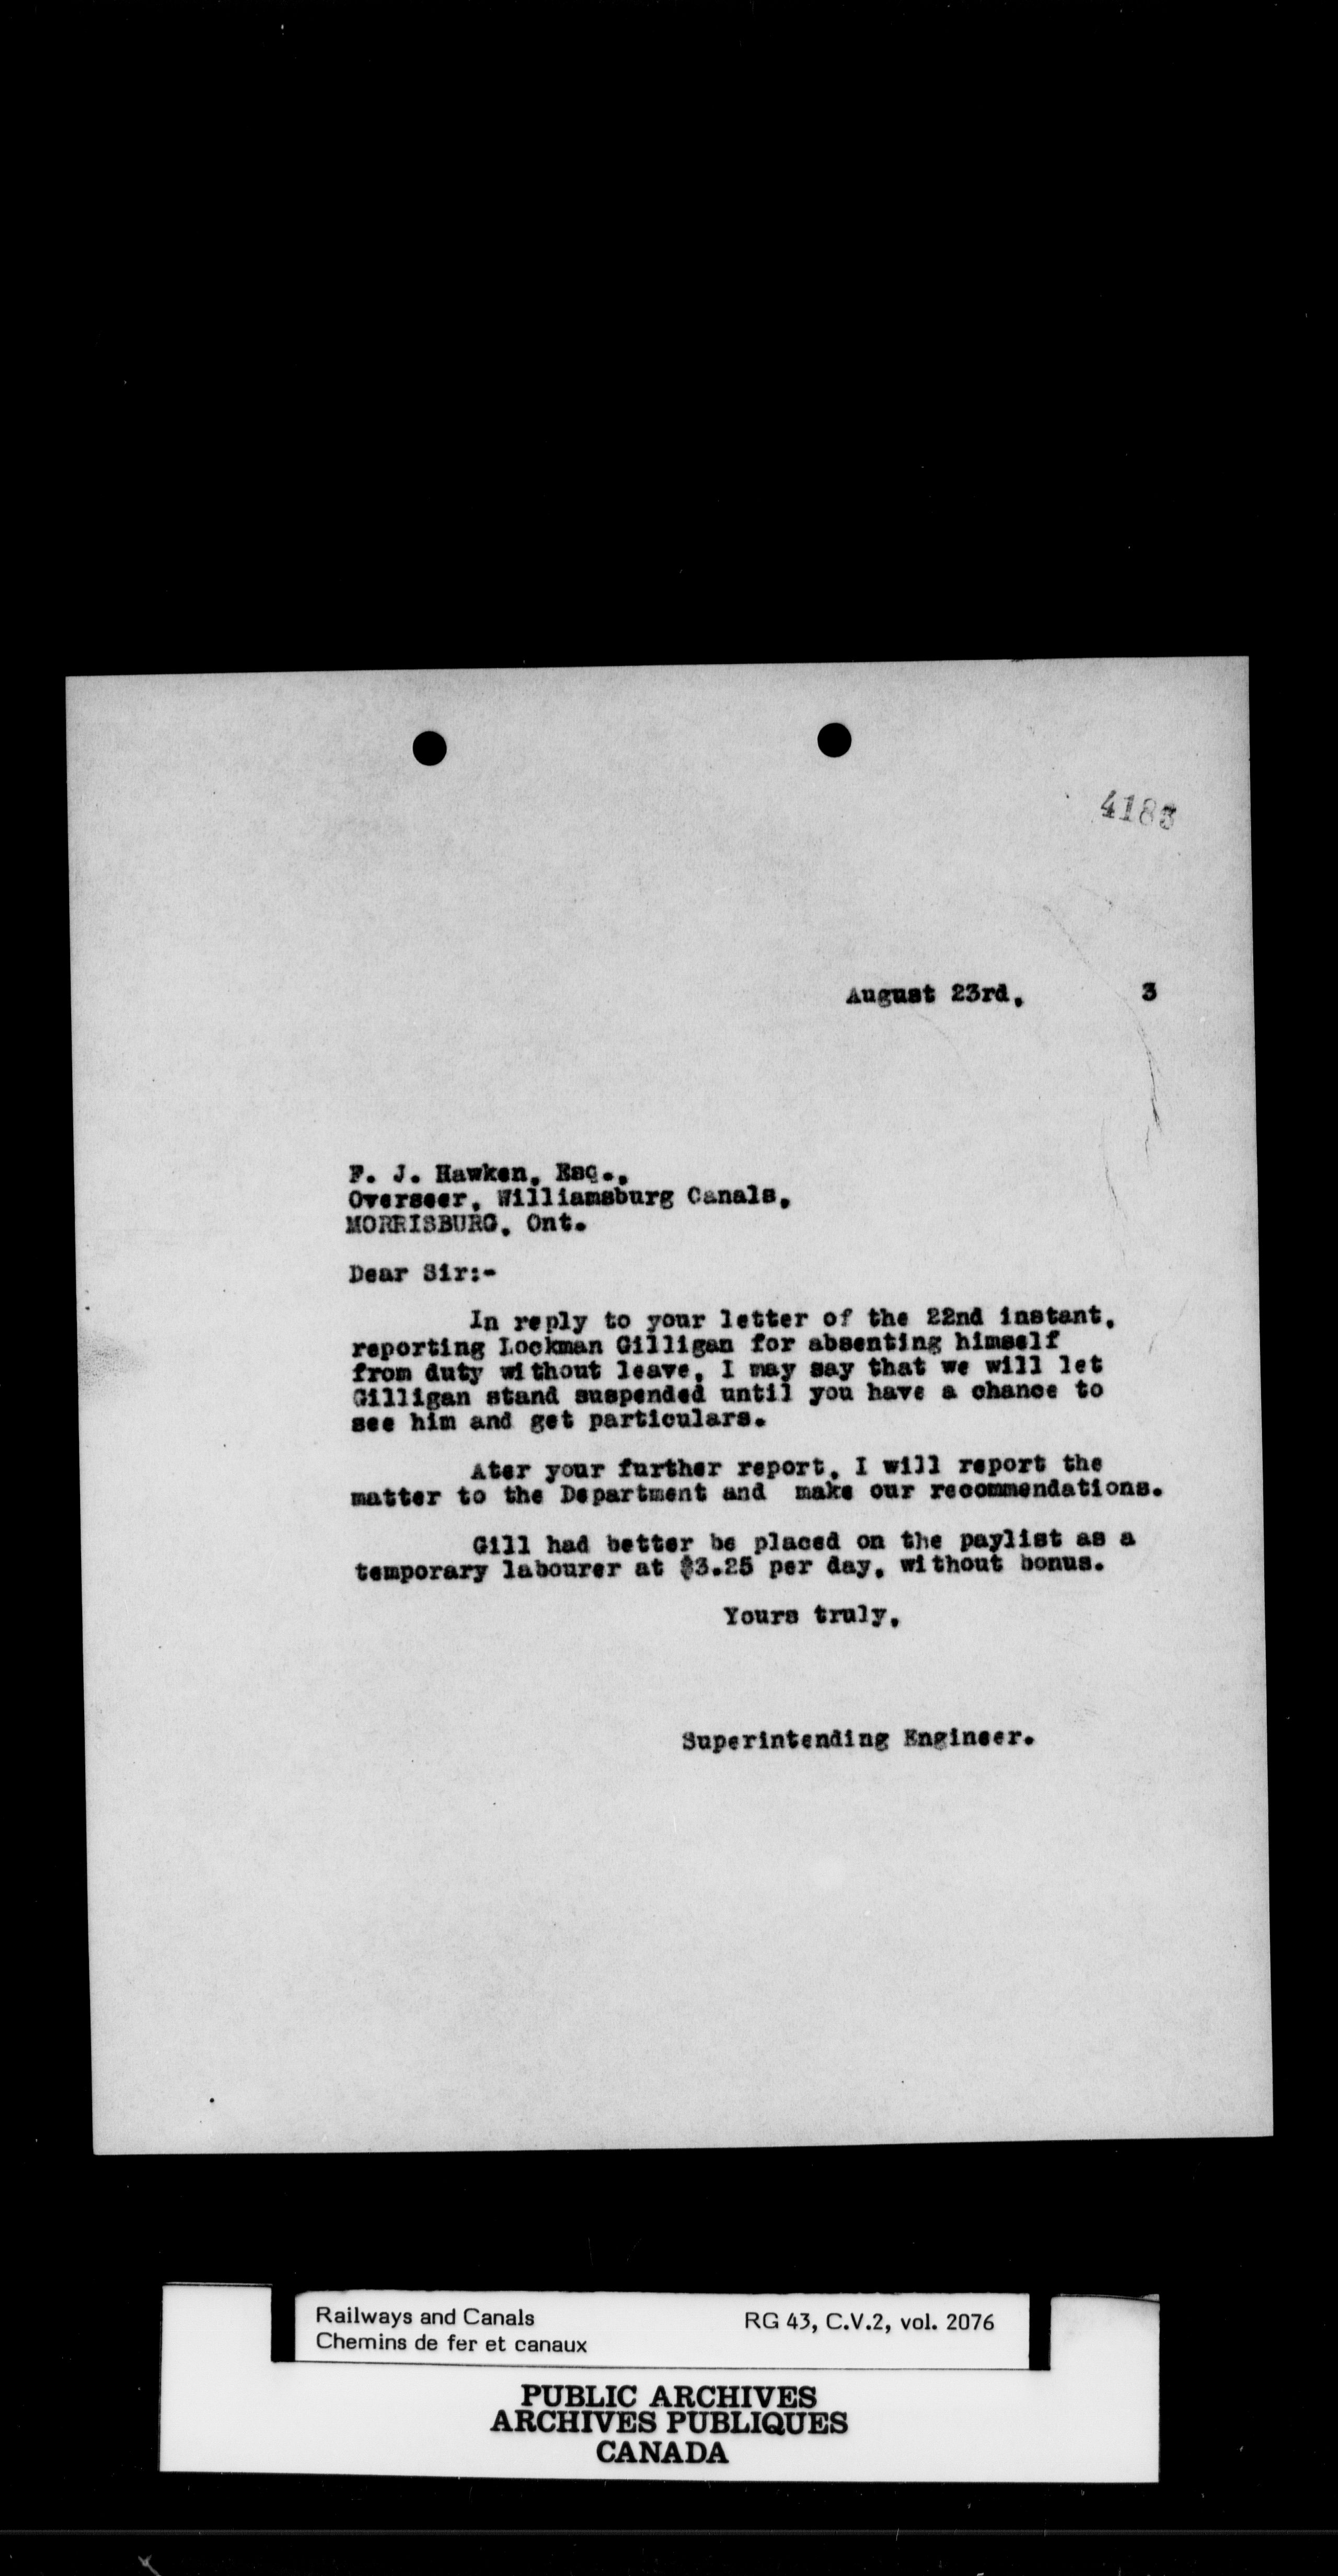 4183
August 23rd, 3
F. J. Hawken, Esq.,
Overseer, Williamsburg Canals,
MORRISBURG, Ont.
Dear Sir:-
In reply to your letter of the 22nd instant,
reporting Lockman Gilligan for absenting himself
from duty without leave, I may say that we will let
Gilligan stand suspended until you have a chance to
see him and get particulars.
Ater your further report, I will report the
matter to the Department and make our recommendations.
Gill had better be placed on the paylist as a
temporary labourer at $3.25 per day, without bonus.
Yours truly,
Superintending Engineer.
Railways and Canals RG 43, C.V.2, vol. 2076
Chemins de fer et canaux
PUBLIC ARCHIVES
ARCHIVES PUBLIQUES
CANADA